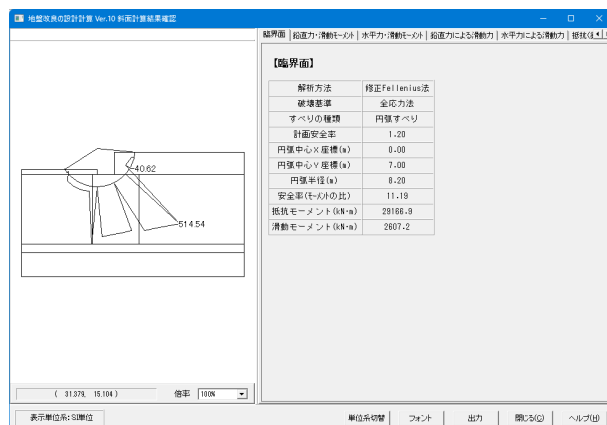 地盤改良の設計計算 Ver.10 斜面計算結果確認
臨界面 鉛直力・滑動モーメント 水平力・滑動モーメント 鉛直力による滑動力 水平力による滑動力
【臨界面】
解析方法 修正Fellenius法
破壊基準 全応力法
すべりの種類 円弧すべり
計画安全率 1.20
円弧中心X座標(m) 0.00
円弧中心Y座標(m) 7.00
円弧半径(m) 8.20
安全率(モーメントの比) 11.19
抵抗モーメント(kN・m) 29166.9
滑動モーメント(kN・m) 2607.2
40.62
514.54
( 31.379, 15.104 ) 倍率 100%
表示単位系:SI単位 単位系切替 フォント 出力 閉じる(C) ヘルプ(H)